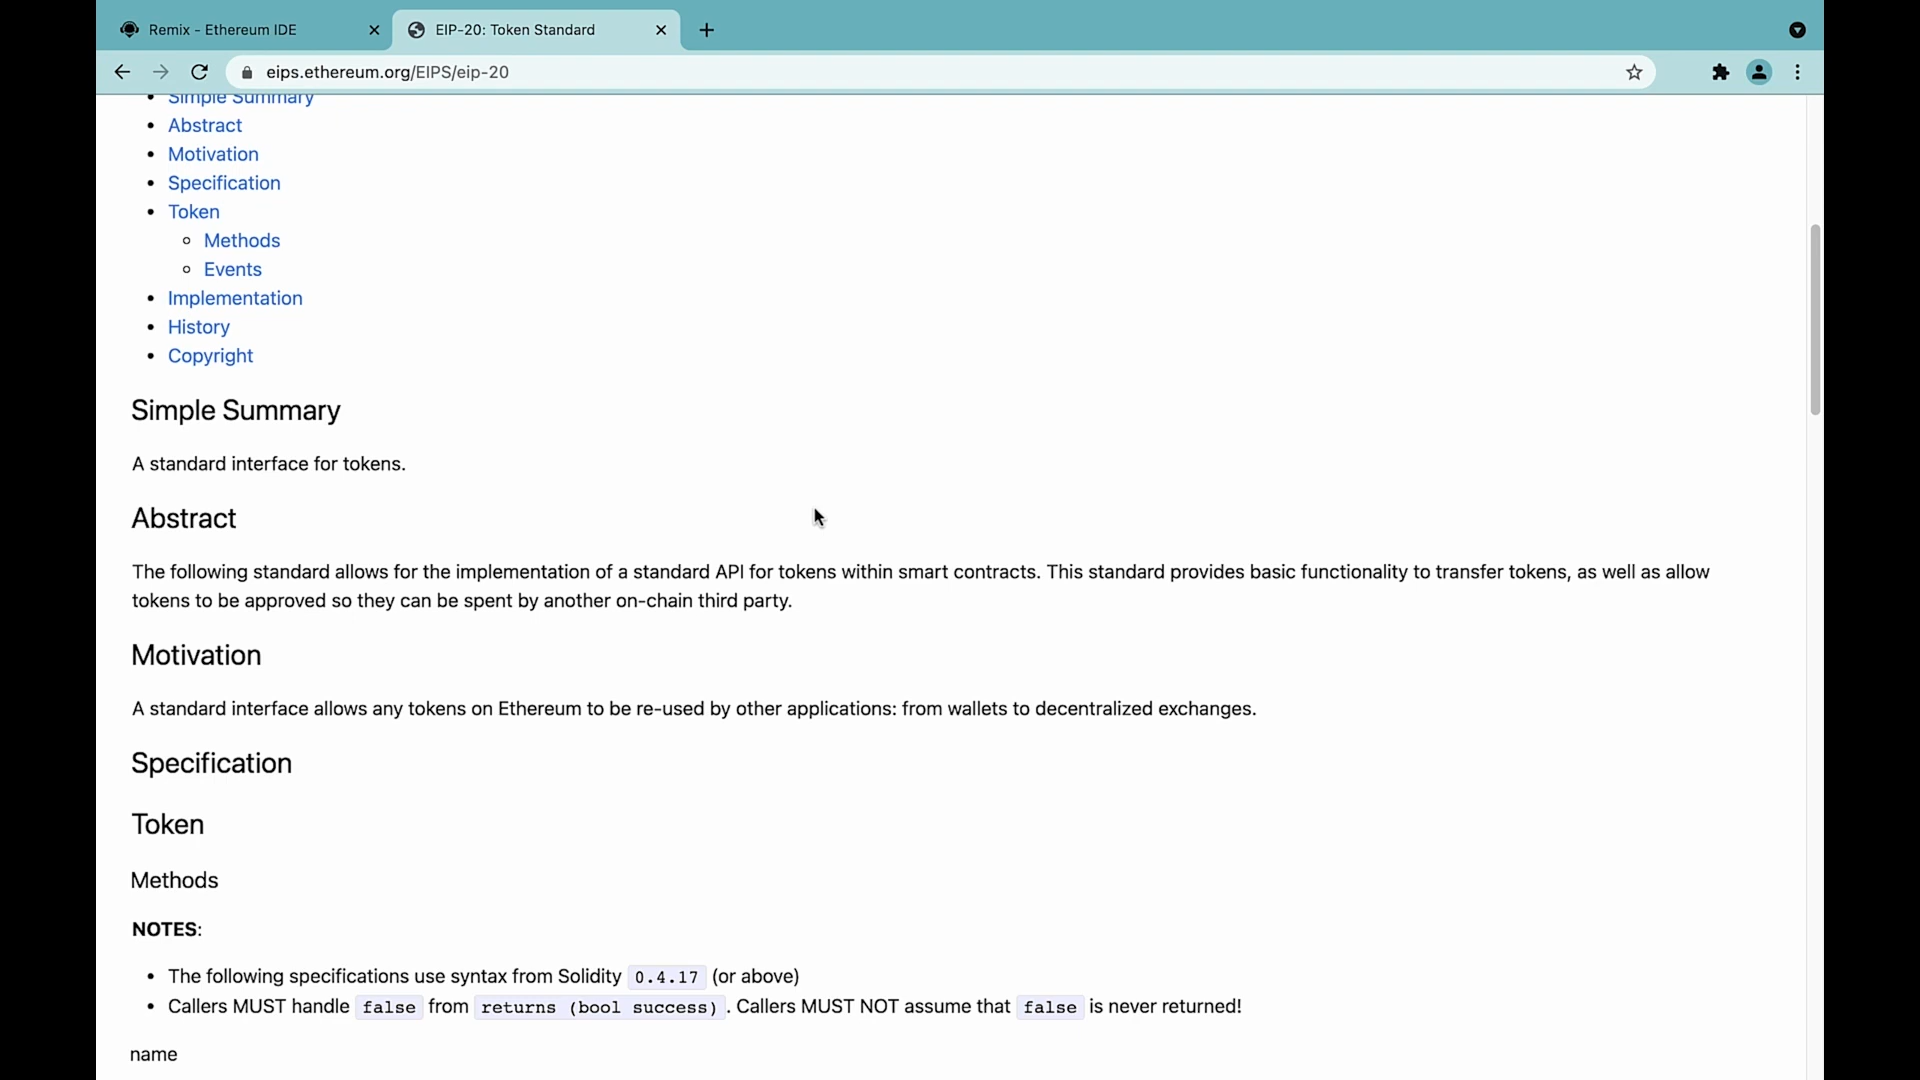 Remix - Ethereum IDE
EIP-20: Token Standard
eips.ethereum.org/EIPS/eip-20
Simple Summary
Abstract
Motivation
Specification
Token
Methods
Events
Implementation
History
Copyright
Simple Summary
A standard interface for tokens.
Abstract
The following standard allows for the implementation of a standard API for tokens within smart contracts. This standard provides basic functionality to transfer tokens, as well as allow
tokens to be approved so they can be spent by another on-chain third party.
Motivation
A standard interface allows any tokens on Ethereum to be re-used by other applications: from wallets to decentralized exchanges.
Specification
Token
Methods
NOTES:
The following specifications use syntax from Solidity 0.4.17 (or above)
Callers MUST handle false from returns (bool success). Callers MUST NOT assume that false is never returned!
name